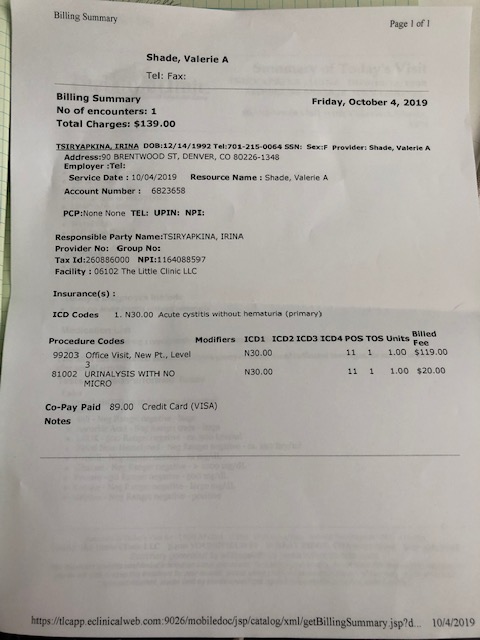 Billing Summary
Page 1 of 1
Shade, Valerie A
Tel: Fax:
Billing Summary
Friday, October 4, 2019
No of encounters: 1
Total Charges: $139.00
TSIRYAPKINA, IRINA DOB:12/14/1992 Tel:701-215-0064 SSN: Sex:F Provider: Shade, Valerie A
Address:90 BRENTWOOD ST, DENVER, CO 80226-1348
Employer :Tel:
Service Date : 10/04/2019 Resource Name : Shade, Valerie A
Account Number : 6823658
PCP:None None TEL: UPIN: NPI:
Responsible Party Name:TSIRYAPKINA, IRINA
Provider No: Group No:
Tax Id:260886000 NPI:1164088597
Facility : 06102 The Little Clinic LLC
Insurance(s) :
ICD Codes 1. N30.00 Acute cystitis without hematuria (primary)
Procedure Codes Modifiers ICD1 ICD2 ICD3 ICD4 POS TOS Units Billed Fee
99203 Office Visit, New Pt., Level 3 N30.00 11 1 1.00 $119.00
81002 URINALYSIS WITH NO MICRO N30.00 11 1 1.00 $20.00
Co-Pay Paid 89.00 Credit Card (VISA)
Notes
https://tlcapp.eclinicalweb.com:9026/mobiledoc/jsp/catalog/xml/getBillingSummary.jsp?d... 10/4/2019